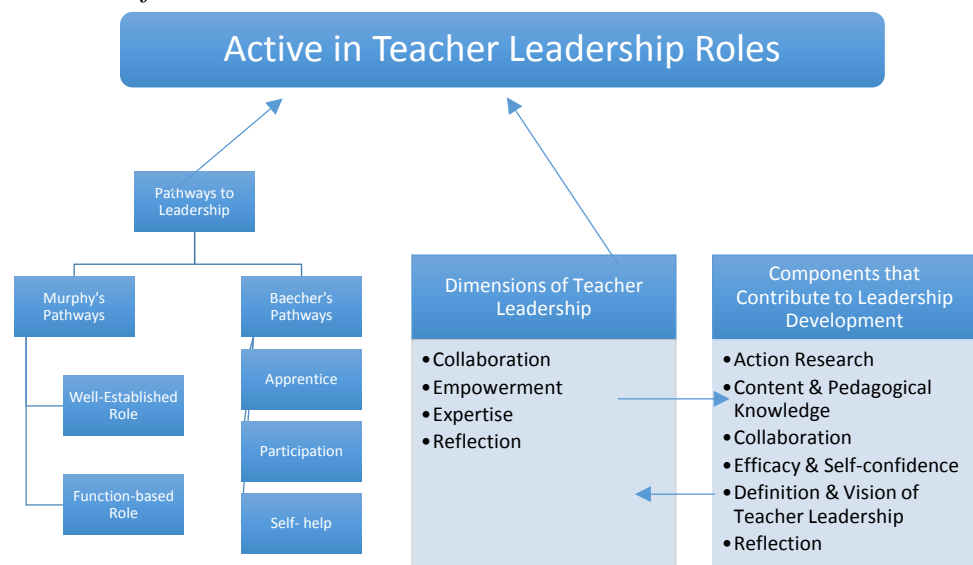 Active in Teacher Leadership Roles
Pathways to
Leadership
Murphy's
Pathways
Well-Established
Role
Function-based
Role
Baecher's
Pathways
Apprentice
Participation
Self- help
Dimensions of Teacher
Leadership
•Collaboration
•Empowerment
•Expertise
•Reflection
Components that
Contribute to Leadership
Development
•Action Research
•Content & Pedagogical
Knowledge
•Collaboration
•Efficacy & Self-confidence
•Definition & Vision of
Teacher Leadership
•Reflection